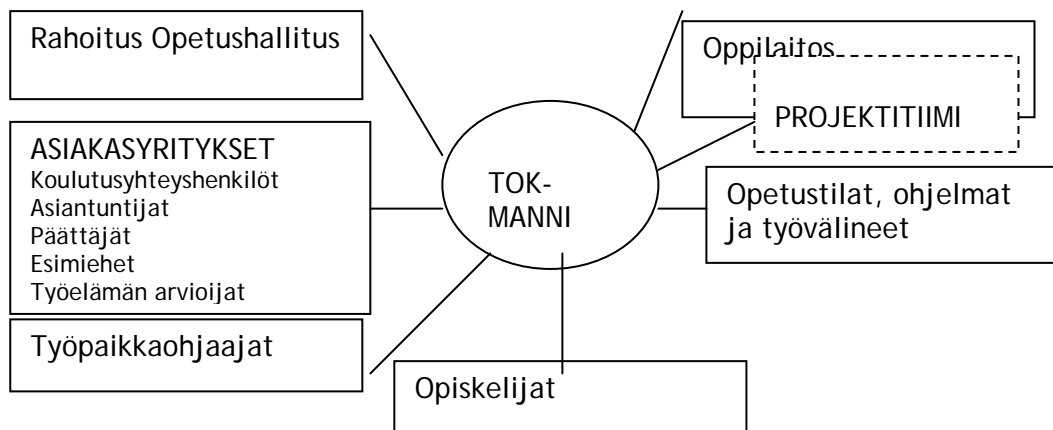 Rahoitus Opetushallitus
Oppilaitos
PROJEKTITIIMI
ASIAKASYRITYKSET
Koulutusyhteyshenkilöt
Asiantuntijat
Päättäjät
Esimiehet
Työelämän arvioijat
TOK-
MANNI
Opetustilat, ohjelmat
ja työvälineet
Työpaikkaohjaajat
Opiskelijat